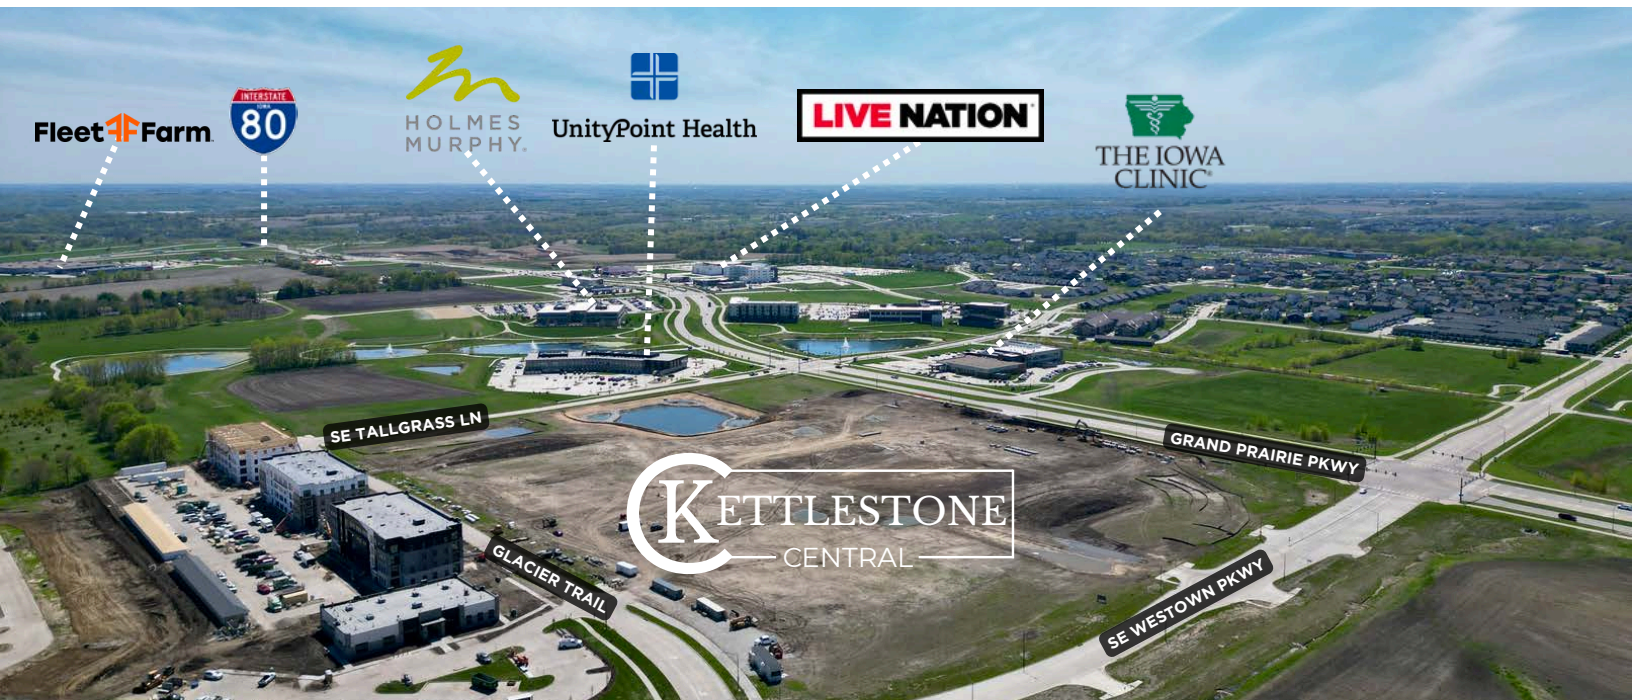 Fleet Farm
INTERSTATE
IOWA
80
HOLMES
MURPHY.
UnityPoint Health
LIVE NATION
THE IOWA
CLINIC
SE TALLGRASS LN
GRAND PRAIRIE PKWY
KETTLESTONE
CENTRAL
GLACIER TRAIL
SE WESTOWN PKWY